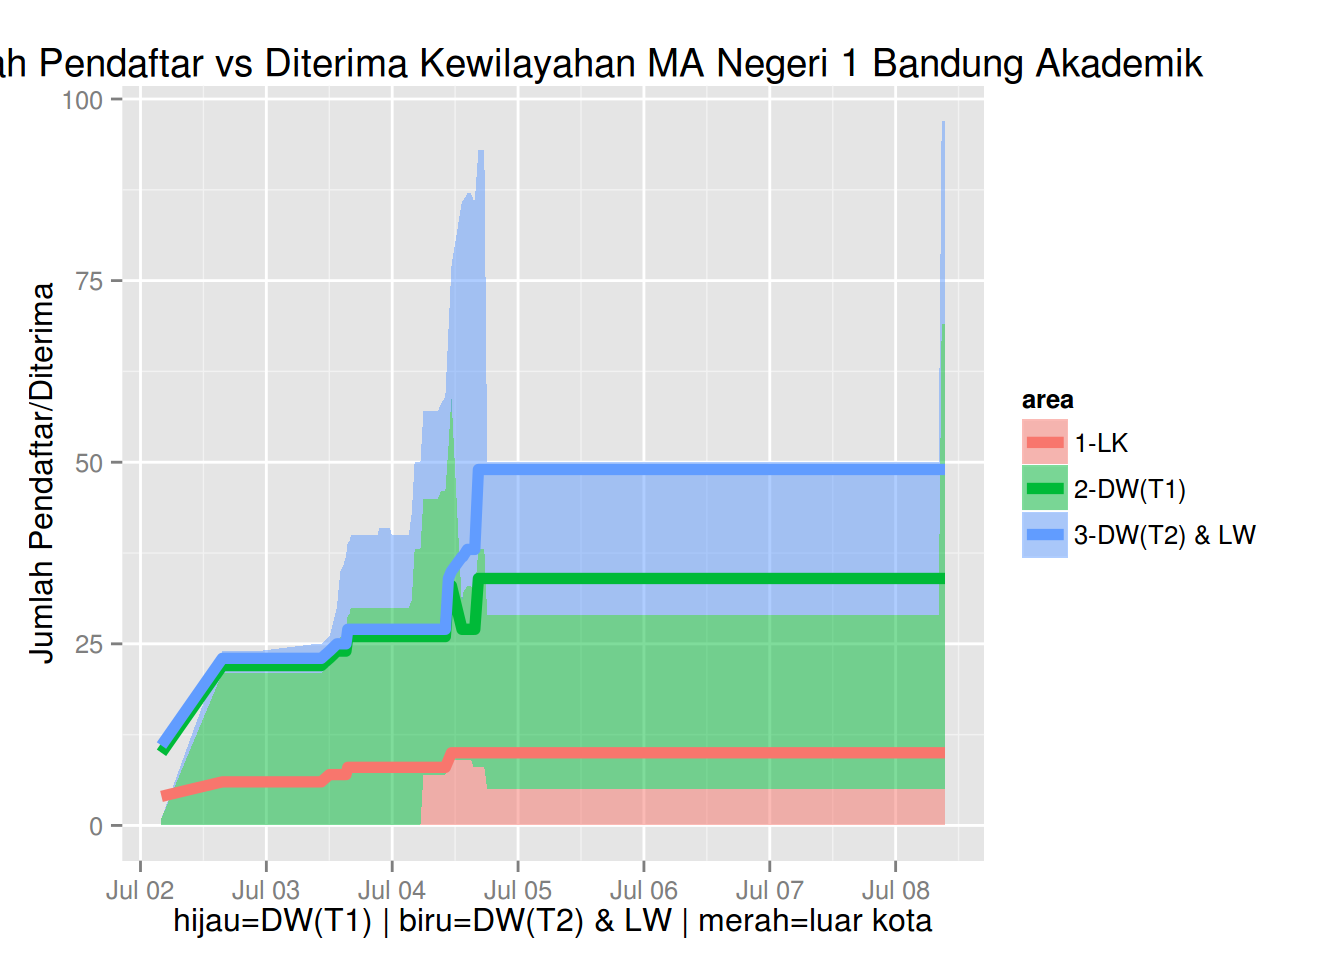 ah Pendaftar vs Diterima Kewilayahan MA Negeri 1 Bandung Akademik
Jumlah Pendaftar/Diterima
100
75
50
25
0
Jul 02 Jul 03 Jul 04 Jul 05 Jul 06 Jul 07 Jul 08
hijau=DW(T1) | biru=DW(T2) & LW | merah=luar kota
area
1-LK
2-DW(T1)
3-DW(T2) & LW